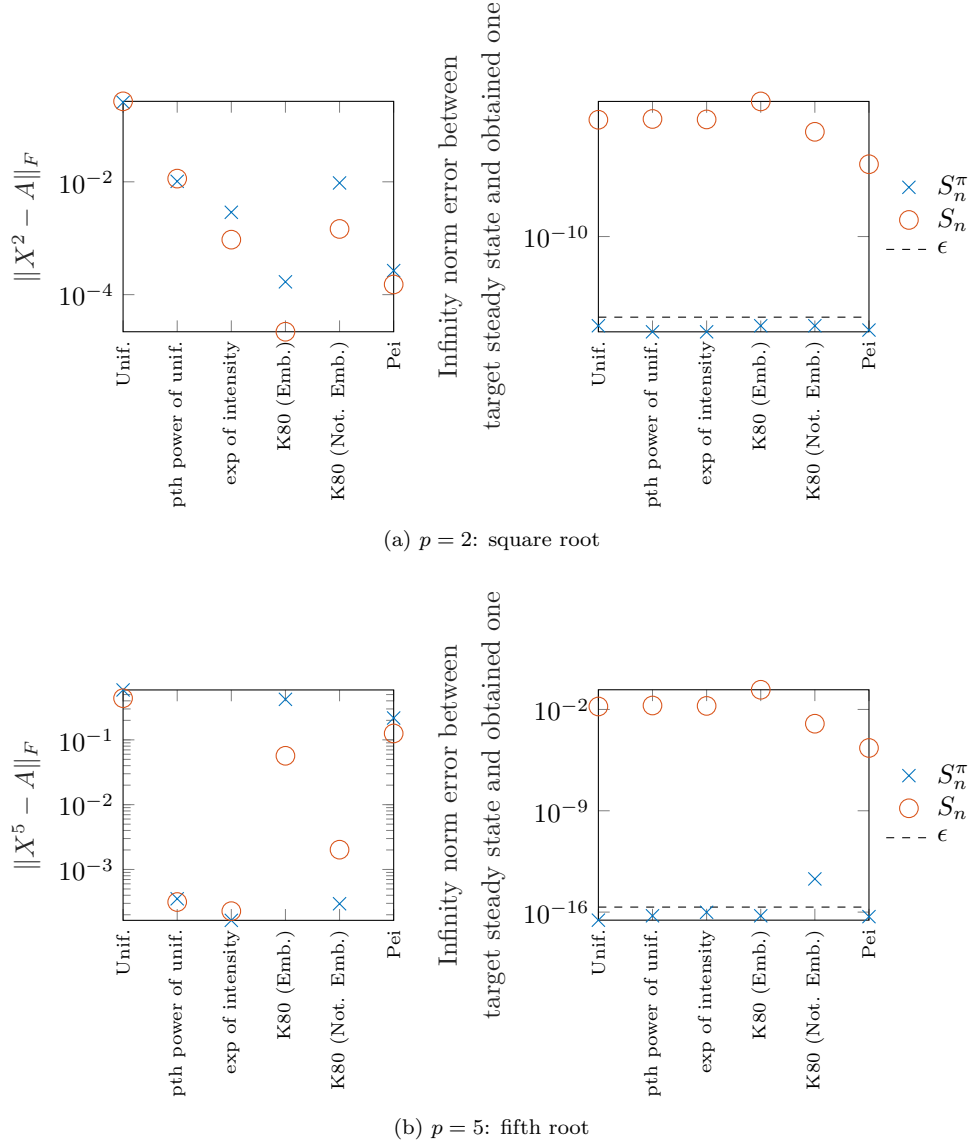 10^{-4}
10^{-2}
Unif.
pth power of unif.
exp of intensity
K80 (Emb.)
K80 (Not. Emb.)
Pei
||X^2 − A||_F
10^{-10}
Unif.
pth power of unif.
exp of intensity
K80 (Emb.)
K80 (Not. Emb.)
Pei
Infinity norm error between
target steady state and obtained one
S_n^π
S_n
ϵ
(a) p = 2: square root
10^{-3}
10^{-2}
10^{-1}
Unif.
pth power of unif.
exp of intensity
K80 (Emb.)
K80 (Not. Emb.)
Pei
||X^5 − A||_F
10^{-16}
10^{-9}
10^{-2}
Unif.
pth power of unif.
exp of intensity
K80 (Emb.)
K80 (Not. Emb.)
Pei
Infinity norm error between
target steady state and obtained one
S_n^π
S_n
ϵ
(b) p = 5: fifth root